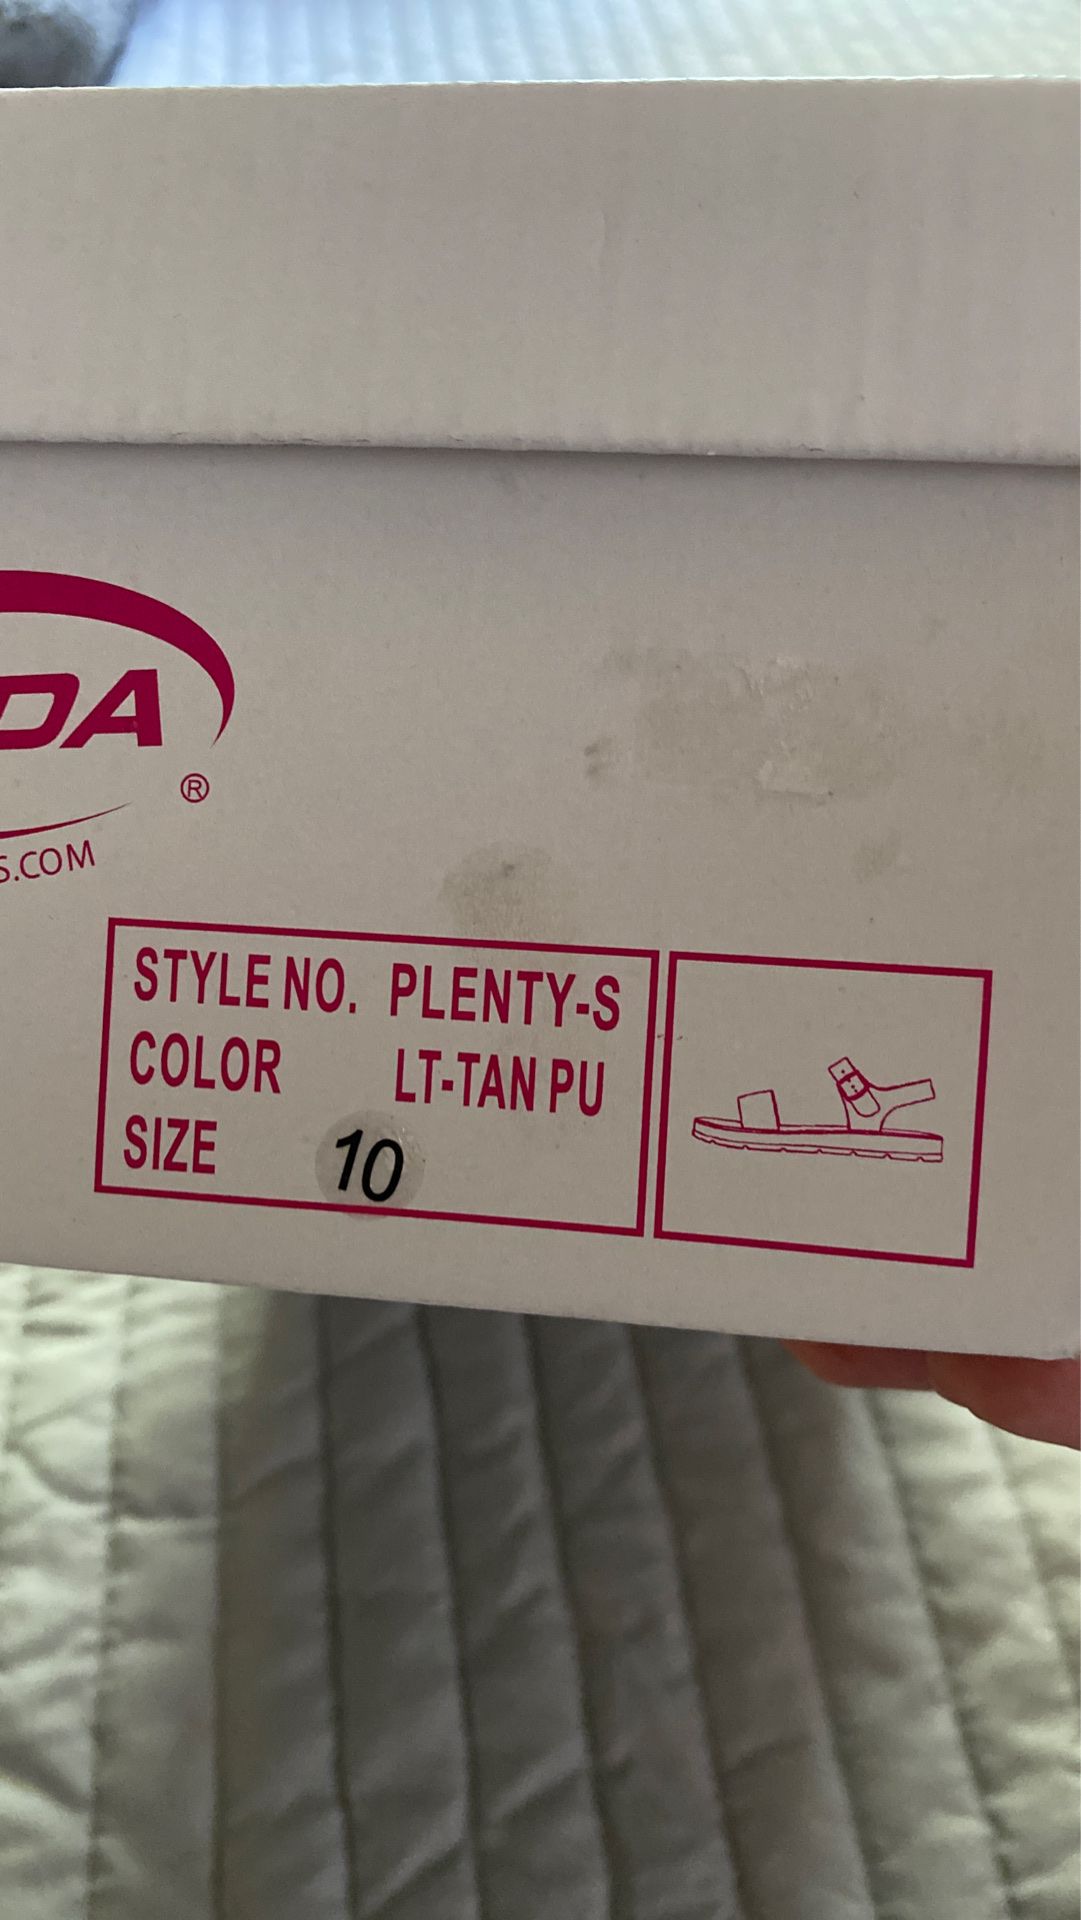 DA
®
S.COM
STYLE NO. PLENTY-S
COLOR LT-TAN PU
SIZE 10